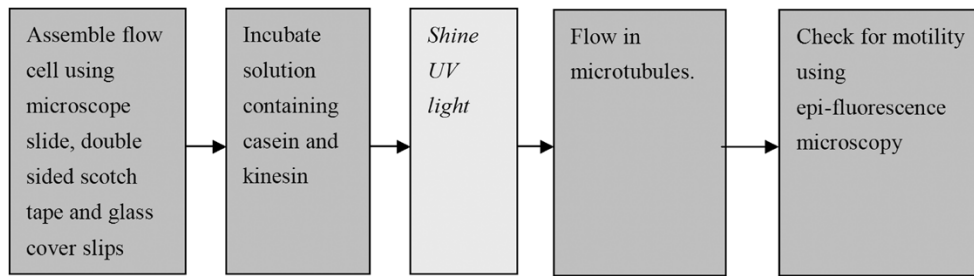 Assemble flow
cell using
microscope
slide, double
sided scotch
tape and glass
cover slips
Incubate
solution
containing
casein and
kinesin
Shine
UV
light
Flow in
microtubules.
Check for motility
using
epi-fluorescence
microscopy